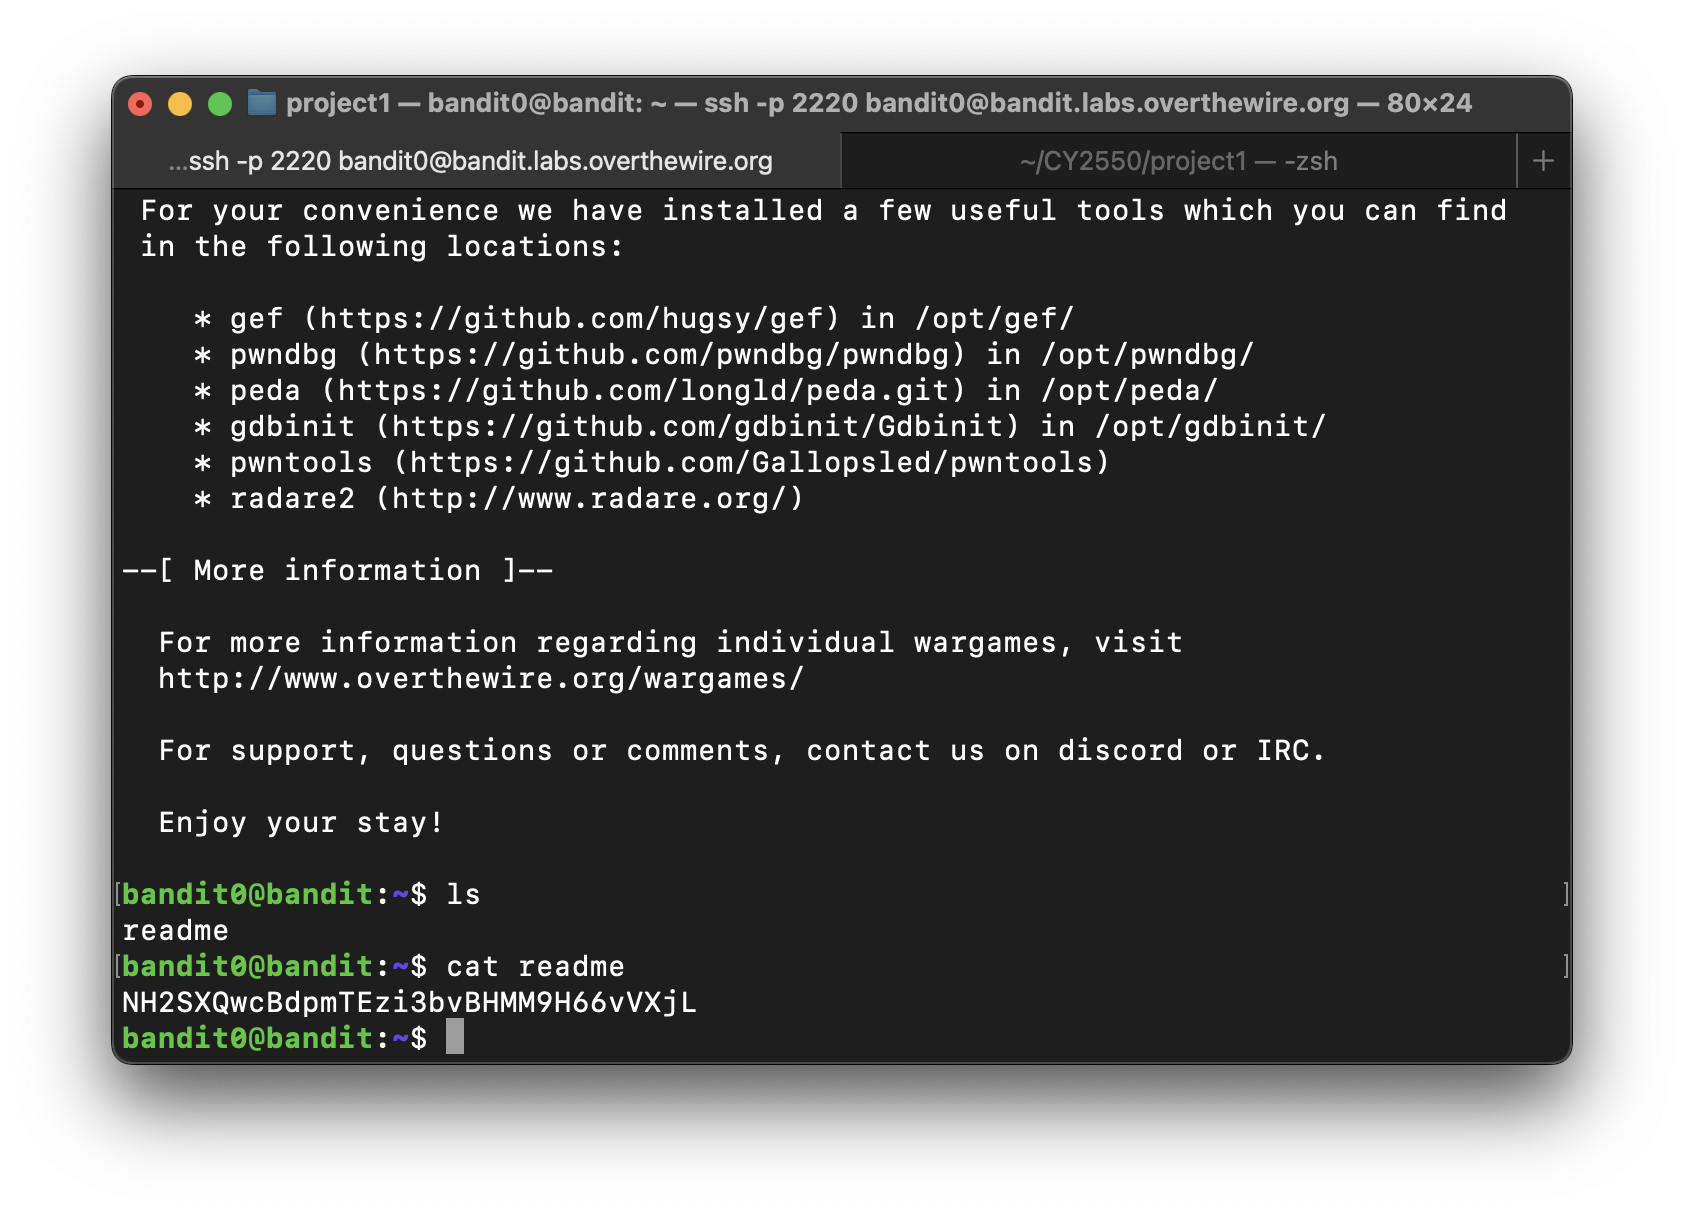 project1 — bandit0@bandit: ~ — ssh -p 2220 bandit0@bandit.labs.overthewire.org — 80×24
...ssh -p 2220 bandit0@bandit.labs.overthewire.org
~/CY2550/project1 — -zsh
+
For your convenience we have installed a few useful tools which you can find
in the following locations:
* gef (https://github.com/hugsy/gef) in /opt/gef/
* pwndbg (https://github.com/pwndbg/pwndbg) in /opt/pwndbg/
* peda (https://github.com/longld/peda.git) in /opt/peda/
* gdbinit (https://github.com/gdbinit/Gdbinit) in /opt/gdbinit/
* pwntools (https://github.com/Gallopsled/pwntools)
* radare2 (http://www.radare.org/)
--[ More information ]--
For more information regarding individual wargames, visit
http://www.overthewire.org/wargames/
For support, questions or comments, contact us on discord or IRC.
Enjoy your stay!
[bandit0@bandit:~$ ls ]
readme
[bandit0@bandit:~$ cat readme ]
NH2SXQwcBdpmTEzi3bvBHMM9H66vVXjL
bandit0@bandit:~$